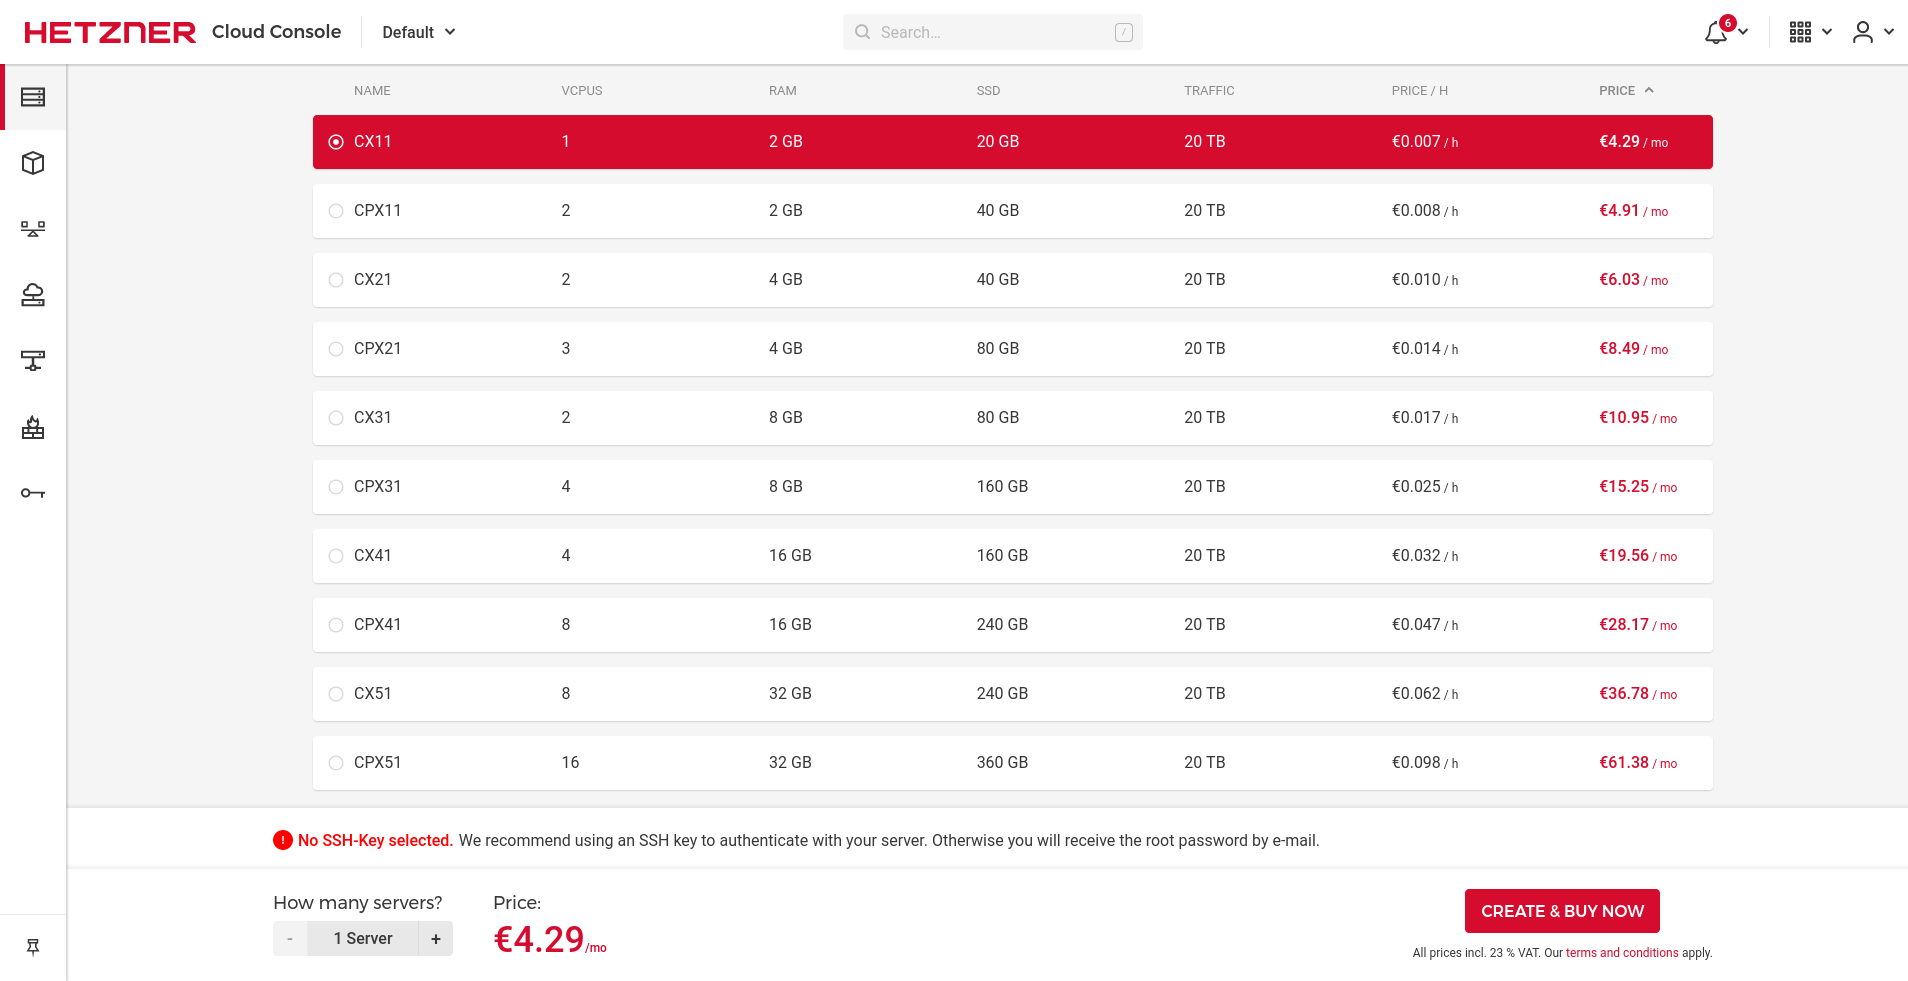 HETZNER Cloud Console Default Search... / 6
NAME VCPUS RAM SSD TRAFFIC PRICE / H PRICE
CX11 1 2 GB 20 GB 20 TB €0.007 / h €4.29 / mo
CPX11 2 2 GB 40 GB 20 TB €0.008 / h €4.91 / mo
CX21 2 4 GB 40 GB 20 TB €0.010 / h €6.03 / mo
CPX21 3 4 GB 80 GB 20 TB €0.014 / h €8.49 / mo
CX31 2 8 GB 80 GB 20 TB €0.017 / h €10.95 / mo
CPX31 4 8 GB 160 GB 20 TB €0.025 / h €15.25 / mo
CX41 4 16 GB 160 GB 20 TB €0.032 / h €19.56 / mo
CPX41 8 16 GB 240 GB 20 TB €0.047 / h €28.17 / mo
CX51 8 32 GB 240 GB 20 TB €0.062 / h €36.78 / mo
CPX51 16 32 GB 360 GB 20 TB €0.098 / h €61.38 / mo
! No SSH-Key selected. We recommend using an SSH key to authenticate with your server. Otherwise you will receive the root password by e-mail.
How many servers? Price:
- 1 Server + €4.29/mo
CREATE & BUY NOW
All prices incl. 23 % VAT. Our terms and conditions apply.